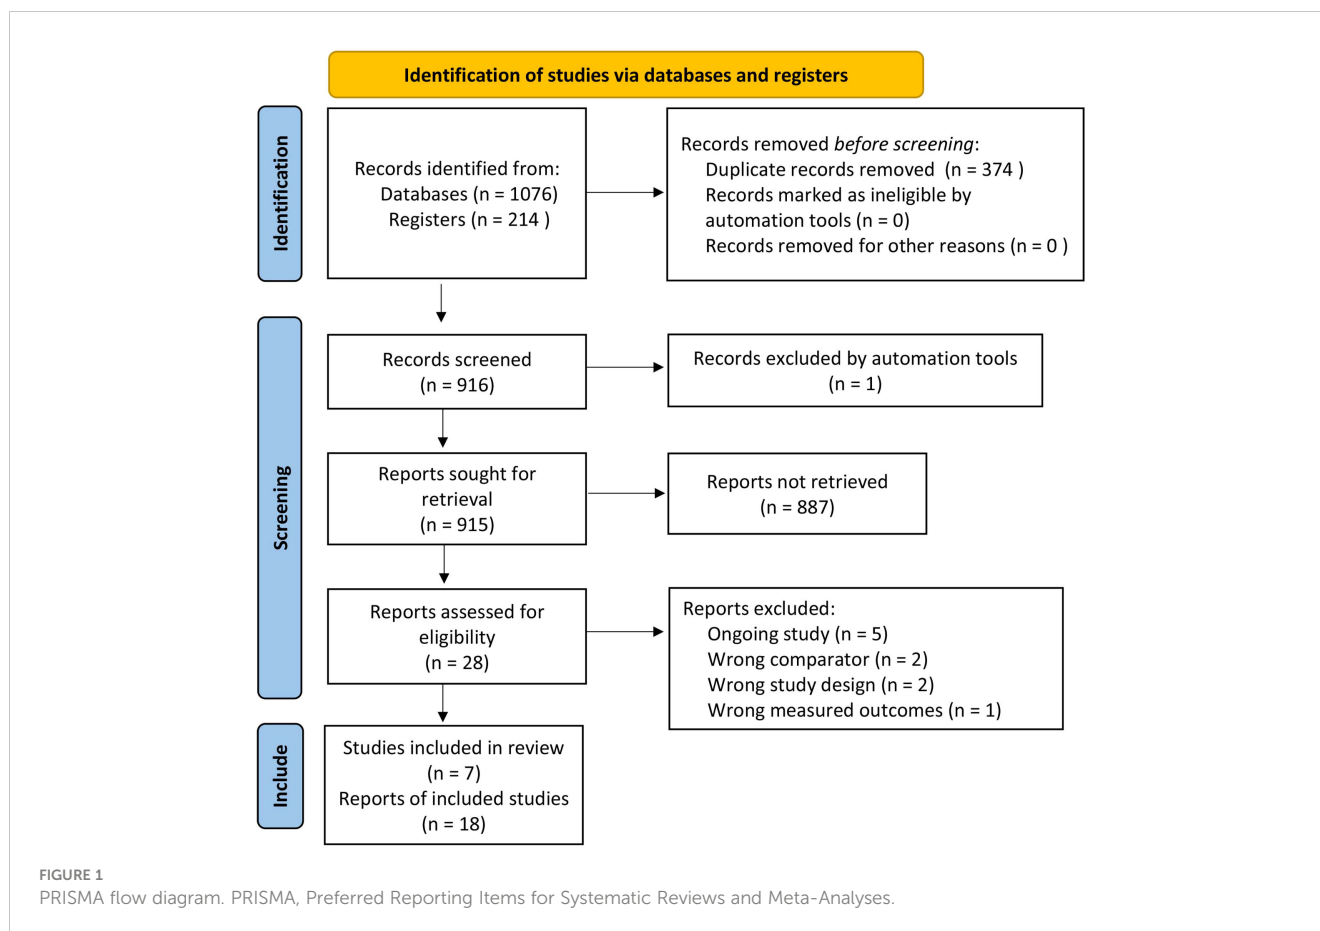 Identification of studies via databases and registers
Identification
Records identified from:
Databases (n = 1076)
Registers (n = 214 )
Records removed before screening:
Duplicate records removed  (n = 374 )
Records marked as ineligible by
automation tools (n = 0)
Records removed for other reasons (n = 0 )
Screening
Records screened
(n = 916)
Records excluded by automation tools
(n = 1)
Reports sought for
retrieval
(n = 915)
Reports not retrieved
(n = 887)
Reports assessed for
eligibility
(n = 28)
Reports excluded:
Ongoing study (n = 5)
Wrong comparator (n = 2)
Wrong study design (n = 2)
Wrong measured outcomes (n = 1)
Include
Studies included in review
(n = 7)
Reports of included studies
(n = 18)
FIGURE 1
PRISMA flow diagram. PRISMA, Preferred Reporting Items for Systematic Reviews and Meta-Analyses.